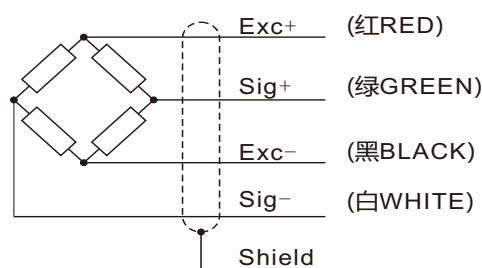 Exc+ (红RED)
Sig+ (绿GREEN)
Exc− (黑BLACK)
Sig− (白WHITE)
Shield